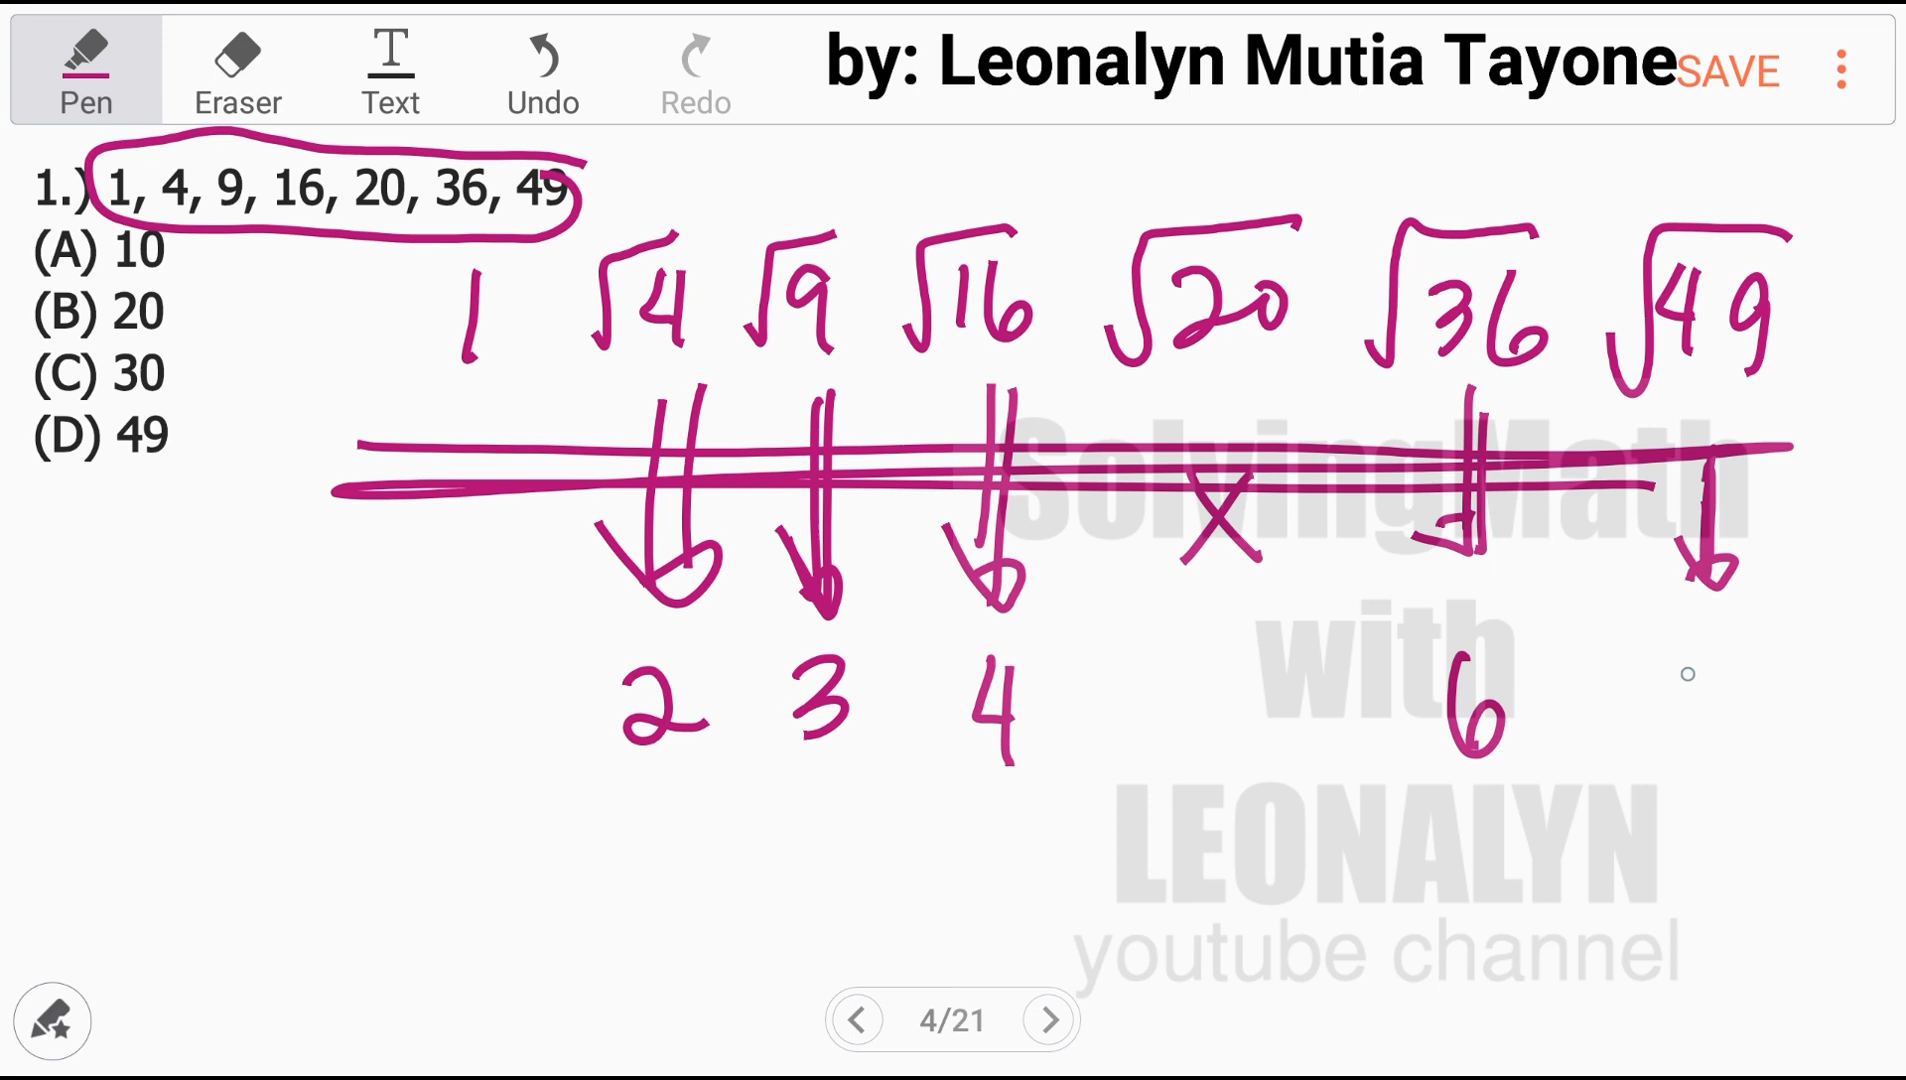 Pen Eraser Text Undo Redo by: Leonalyn Mutia Tayone SAVE
1.) 1, 4, 9, 16, 20, 36, 49
(A) 10
(B) 20
(C) 30
(D) 49
1 √4 √9 √16 √20 √36 √49
X
2 3 4 6
SolvingMath
with
LEONALYN
youtube channel
4/21